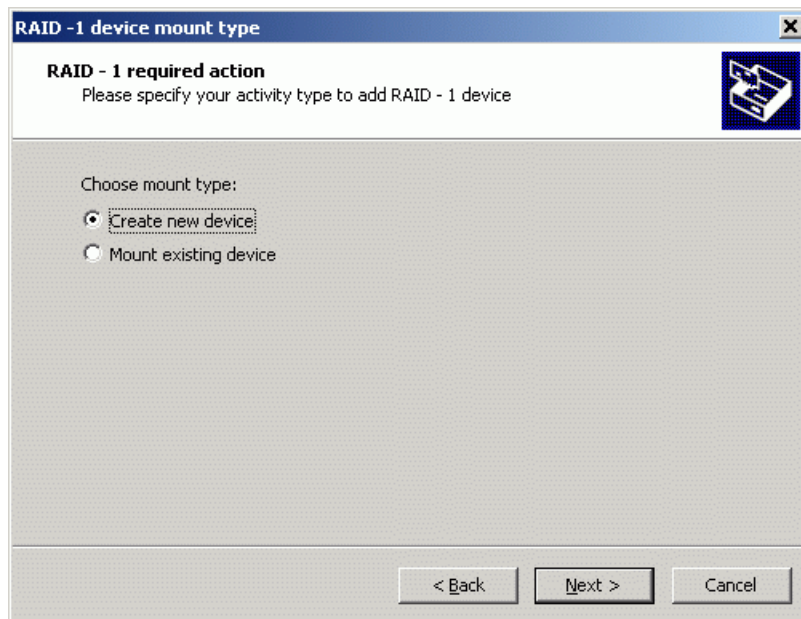 RAID -1 device mount type
RAID - 1 required action
Please specify your activity type to add RAID - 1 device
Choose mount type:
Create new device
Mount existing device
< Back
Next >
Cancel